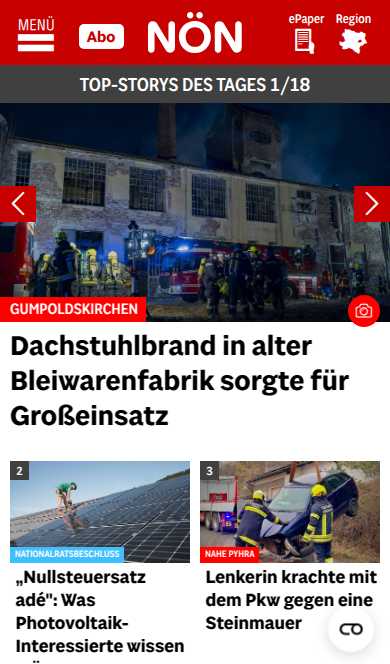 MENÜ
Abo
NÖN
ePaper
Region
TOP-STORYS DES TAGES 1/18
GUMPOLDSKIRCHEN
Dachstuhlbrand in alter
Bleiwarenfabrik sorgte für
Großeinsatz
2
NATIONALRATSBESCHLUSS
„Nullsteuersatz
adé": Was
Photovoltaik-
Interessierte wissen
3
NAHE PYHRA
Lenkerin krachte mit
dem Pkw gegen eine
Steinmauer